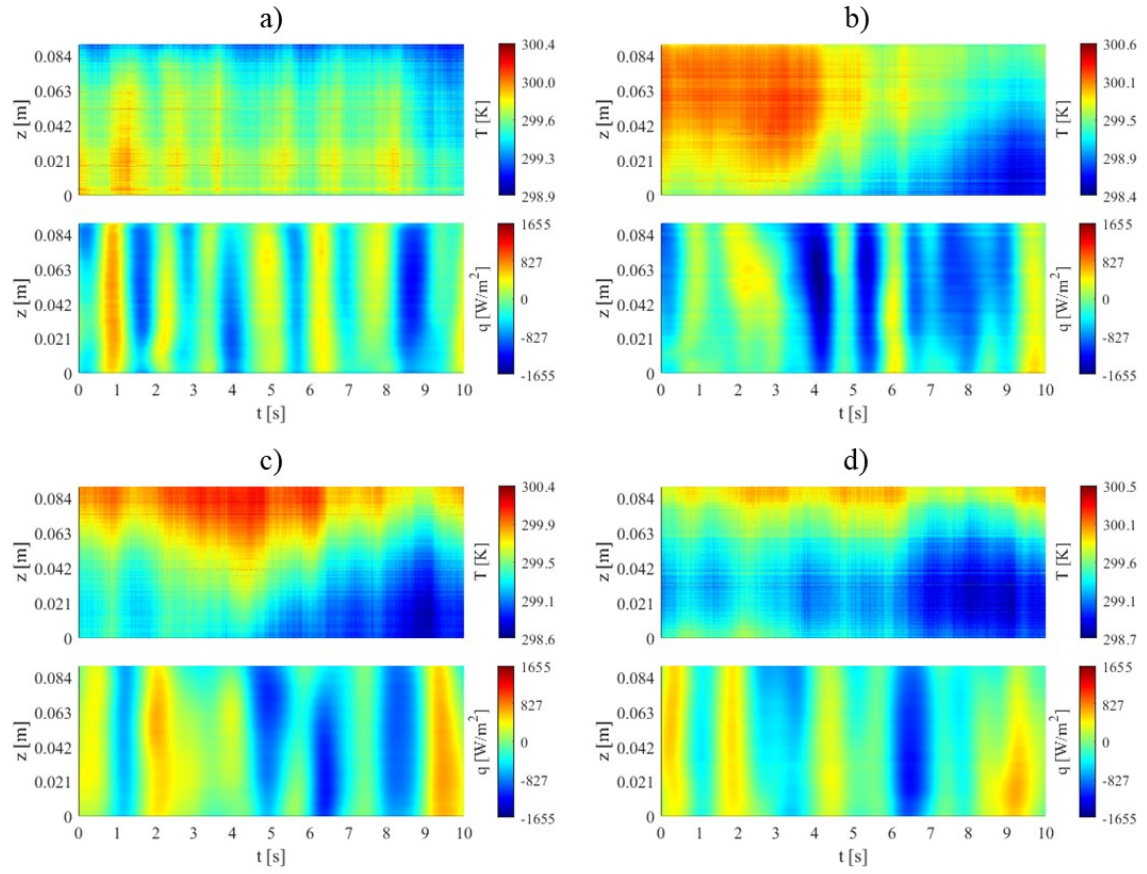 a)
0.084
0.063
0.042
0.021
0
z [m]
300.4
300.0
299.6
299.3
298.9
T [K]
0.084
0.063
0.042
0.021
0
z [m]
0 1 2 3 4 5 6 7 8 9 10
t [s]
1655
827
0
-827
-1655
q [W/m²]
b)
0.084
0.063
0.042
0.021
0
z [m]
300.6
300.1
299.5
298.9
298.4
T [K]
0.084
0.063
0.042
0.021
0
z [m]
0 1 2 3 4 5 6 7 8 9 10
t [s]
1655
827
0
-827
-1655
q [W/m²]
c)
0.084
0.063
0.042
0.021
0
z [m]
300.4
299.9
299.5
299.1
298.6
T [K]
0.084
0.063
0.042
0.021
0
z [m]
0 1 2 3 4 5 6 7 8 9 10
t [s]
1655
827
0
-827
-1655
q [W/m²]
d)
0.084
0.063
0.042
0.021
0
z [m]
300.5
300.1
299.6
299.1
298.7
T [K]
0.084
0.063
0.042
0.021
0
z [m]
0 1 2 3 4 5 6 7 8 9 10
t [s]
1655
827
0
-827
-1655
q [W/m²]